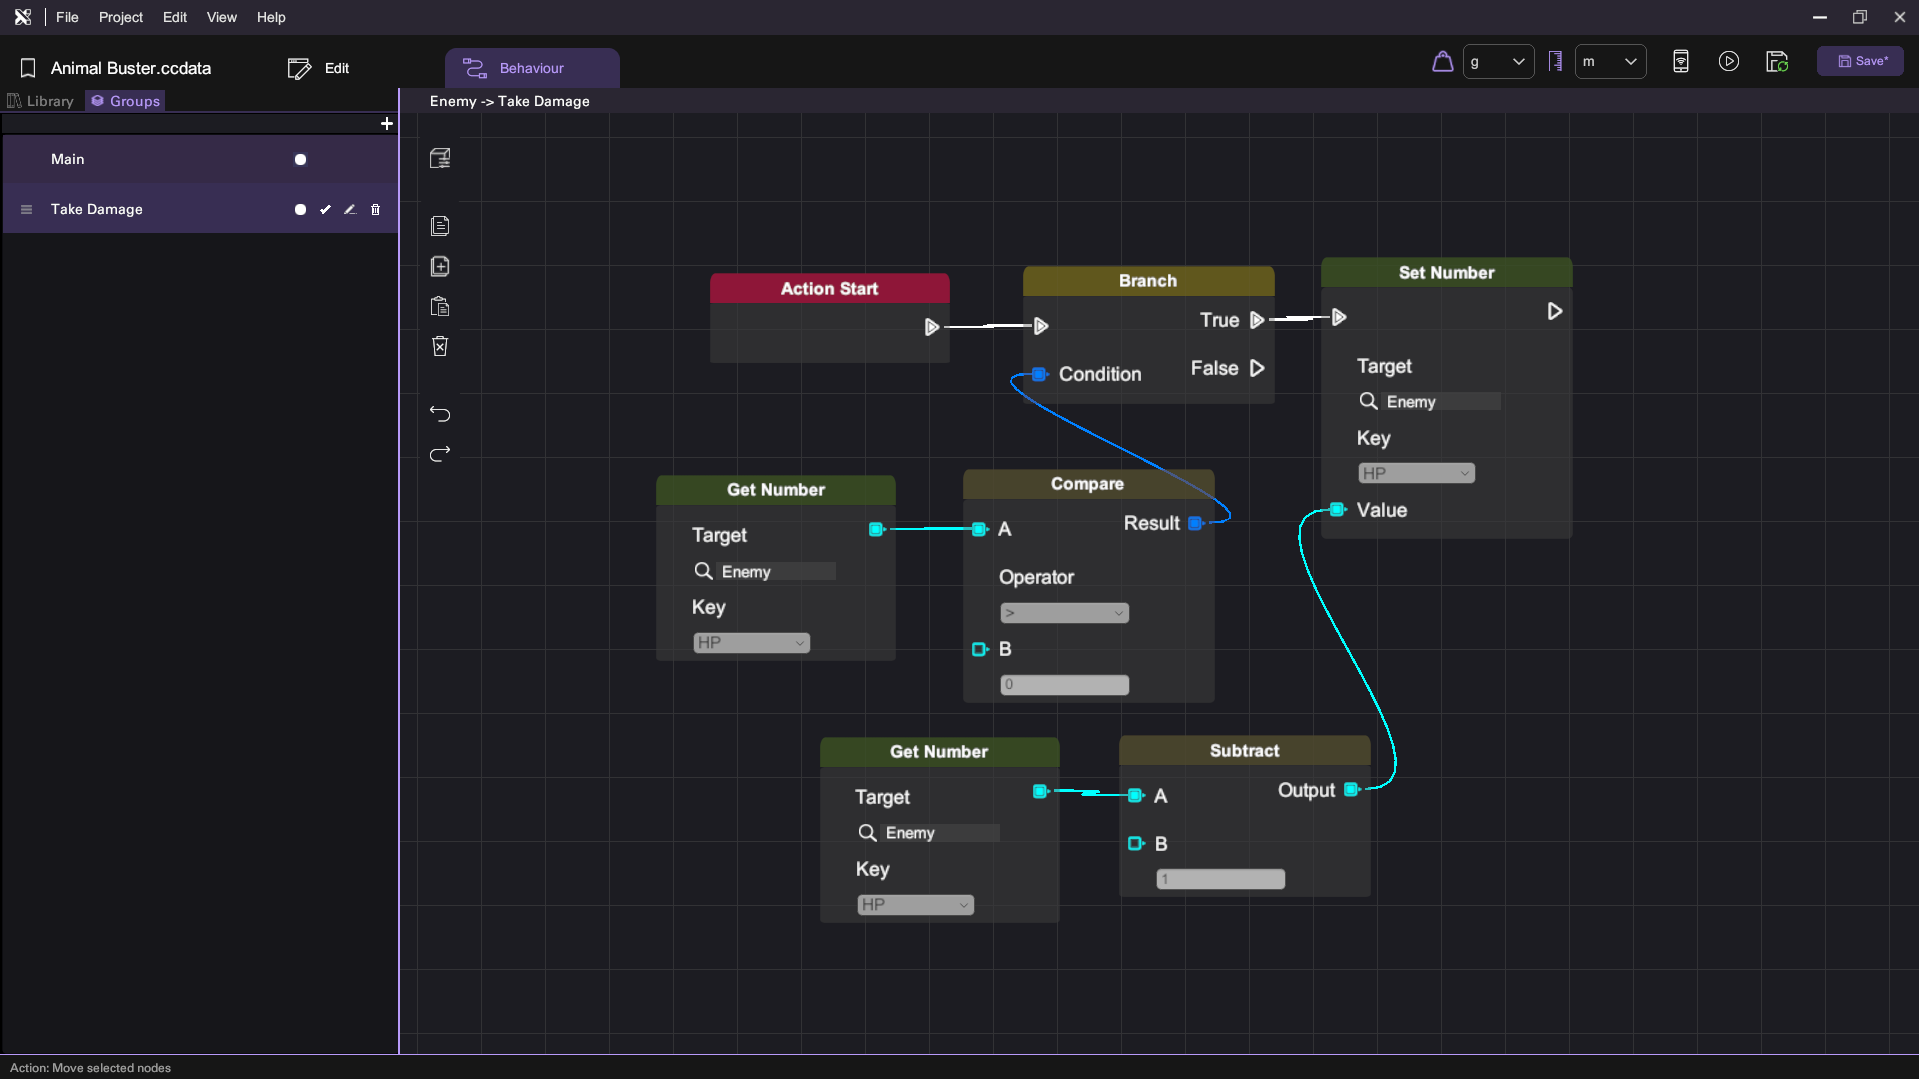 File Project Edit View Help
Animal Buster.ccdata
Edit
Behaviour
g
m
Save*
Library
Groups
Enemy -> Take Damage
+
Main
Take Damage
Action Start
Branch
True
Condition
False
Set Number
Target
Enemy
Key
HP
Value
Get Number
Target
Enemy
Key
HP
Compare
A
Result
Operator
>
B
0
Get Number
Target
Enemy
Key
HP
Subtract
A
Output
B
1
Action: Move selected nodes